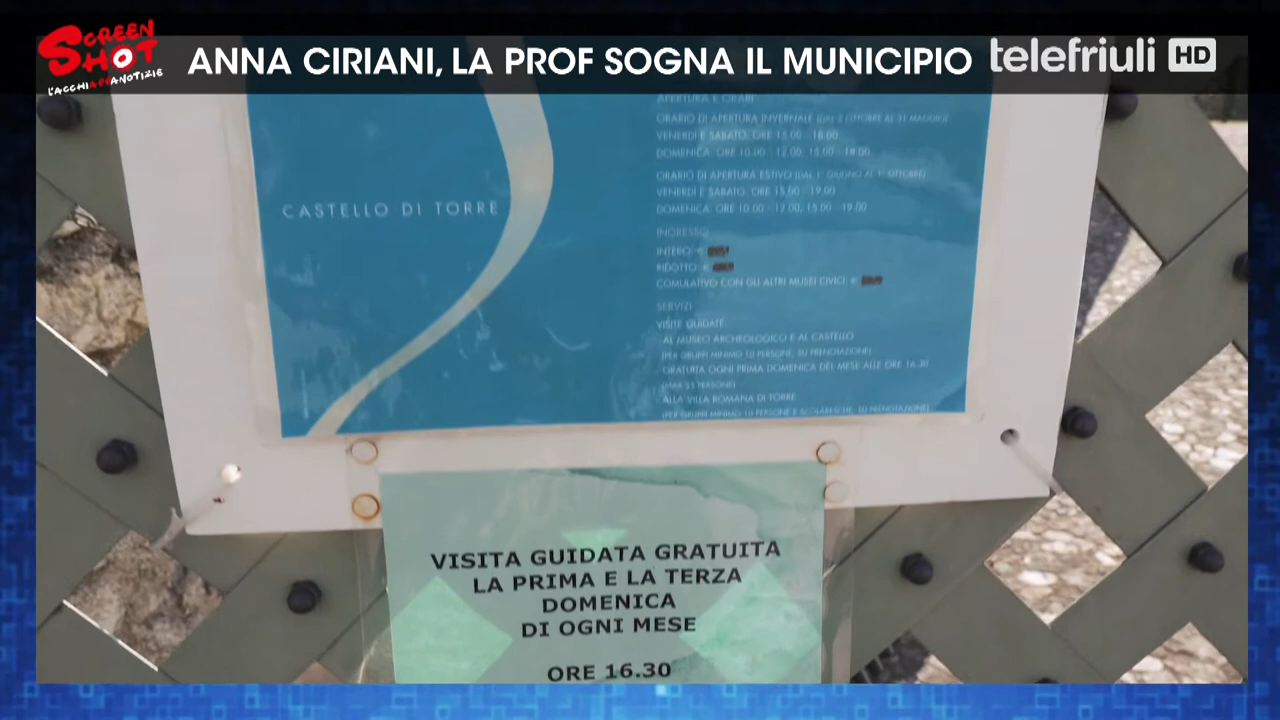 SCREEN
SHOT
L'ACCHIAPPANOTIZIE
ANNA CIRIANI, LA PROF SOGNA IL MUNICIPIO
telefriuli HD
CASTELLO DI TORRE
APERTURA E ORARI
ORARIO DI APERTURA INVERNALE (DAL 2 OTTOBRE AL 31 MAGGIO)
VENERDÌ E SABATO: ORE 15.00 - 18.00
DOMENICA: ORE 10.00 - 12.00, 15.00 - 18.00
ORARIO DI APERTURA ESTIVO (DAL 1° GIUGNO AL 1° OTTOBRE)
VENERDÌ E SABATO: ORE 15.00 - 19.00
DOMENICA: ORE 10.00 - 12.00, 15.00 - 19.00
INGRESSO
INTERO: €
RIDOTTO: €
COMULATIVO CON GLI ALTRI MUSEI CIVICI: €
SERVIZI
VISITE GUIDATE:
- AL MUSEO ARCHEOLOGICO E AL CASTELLO
(PER GRUPPI MINIMO 10 PERSONE, SU PRENOTAZIONE)
- GRATUITA OGNI PRIMA DOMENICA DEL MESE ALLE ORE 16.30
(MAX 25 PERSONE)
- ALLA VILLA ROMANA DI TORRE
(PER GRUPPI MINIMO 10 PERSONE E SCOLARESCHE, SU PRENOTAZIONE)
VISITA GUIDATA GRATUITA
LA PRIMA E LA TERZA
DOMENICA
DI OGNI MESE
ORE 16.30